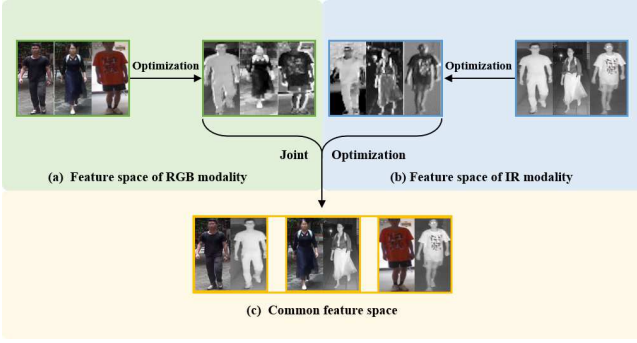 Optimization
Optimization
Joint Optimization
(a) Feature space of RGB modality
(b) Feature space of IR modality
(c) Common feature space